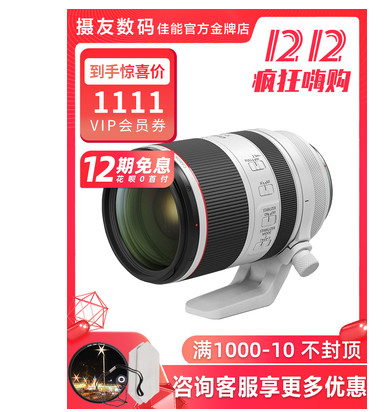 摄友数码 佳能官方金牌店
12 12
疯狂嗨购
到手惊喜价
1111
VIP会员券
12期免息
花呗0首付
满1000-10 不封顶
咨询客服享更多优惠